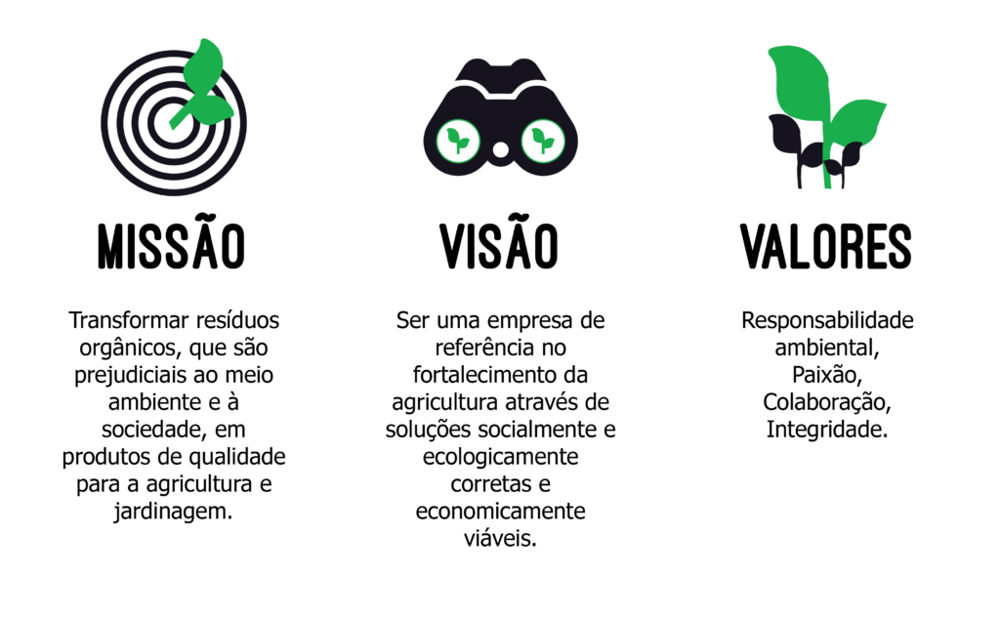 MISSÃO
Transformar resíduos
orgânicos, que são
prejudiciais ao meio
ambiente e à
sociedade, em
produtos de qualidade
para a agricultura e
jardinagem.
VISÃO
Ser uma empresa de
referência no
fortalecimento da
agricultura através de
soluções socialmente e
ecologicamente
corretas e
economicamente
viáveis.
VALORES
Responsabilidade
ambiental,
Paixão,
Colaboração,
Integridade.